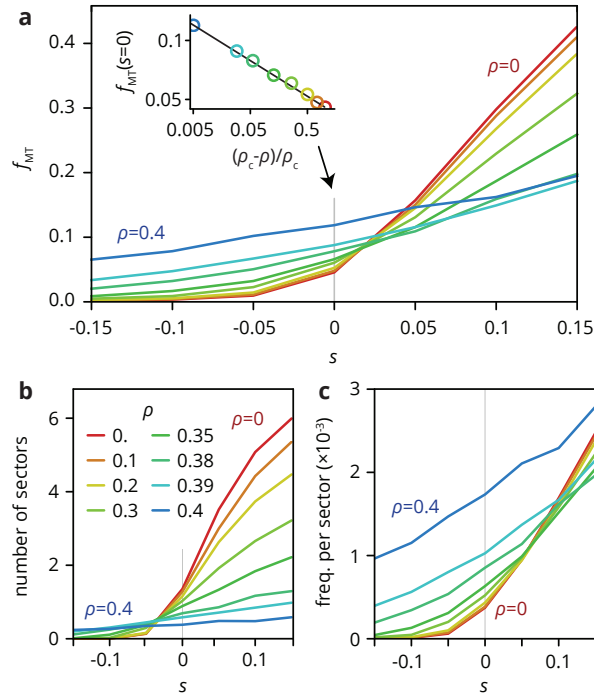 a
0.4
0.3
0.2
0.1
0.0
f_MT
0.1
0.05
f_MT(s=0)
0.005 0.05 0.5
(ρ_c-ρ)/ρ_c
ρ=0
ρ=0.4
-0.15 -0.1 -0.05 0 0.05 0.1 0.15
s
b
6
4
2
0
number of sectors
ρ
0. 0.35
0.1 0.38
0.2 0.39
0.3 0.4
ρ=0
ρ=0.4
-0.1 0 0.1
s
c
3
2
1
0
freq. per sector (×10⁻³)
ρ=0.4
ρ=0
-0.1 0 0.1
s